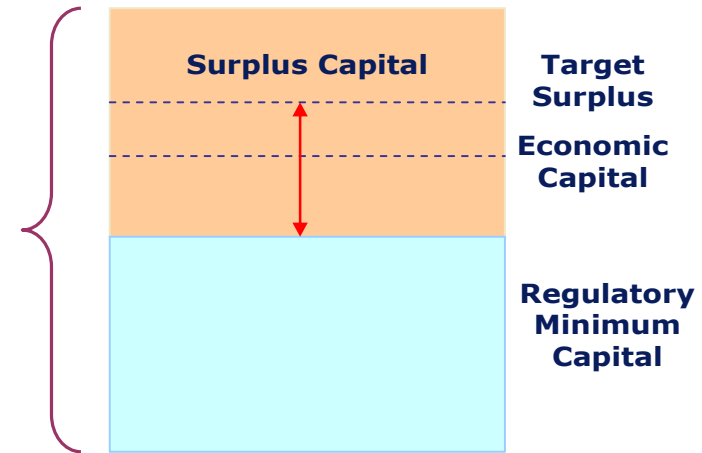 Surplus Capital
Target
Surplus
Economic
Capital
Regulatory
Minimum
Capital